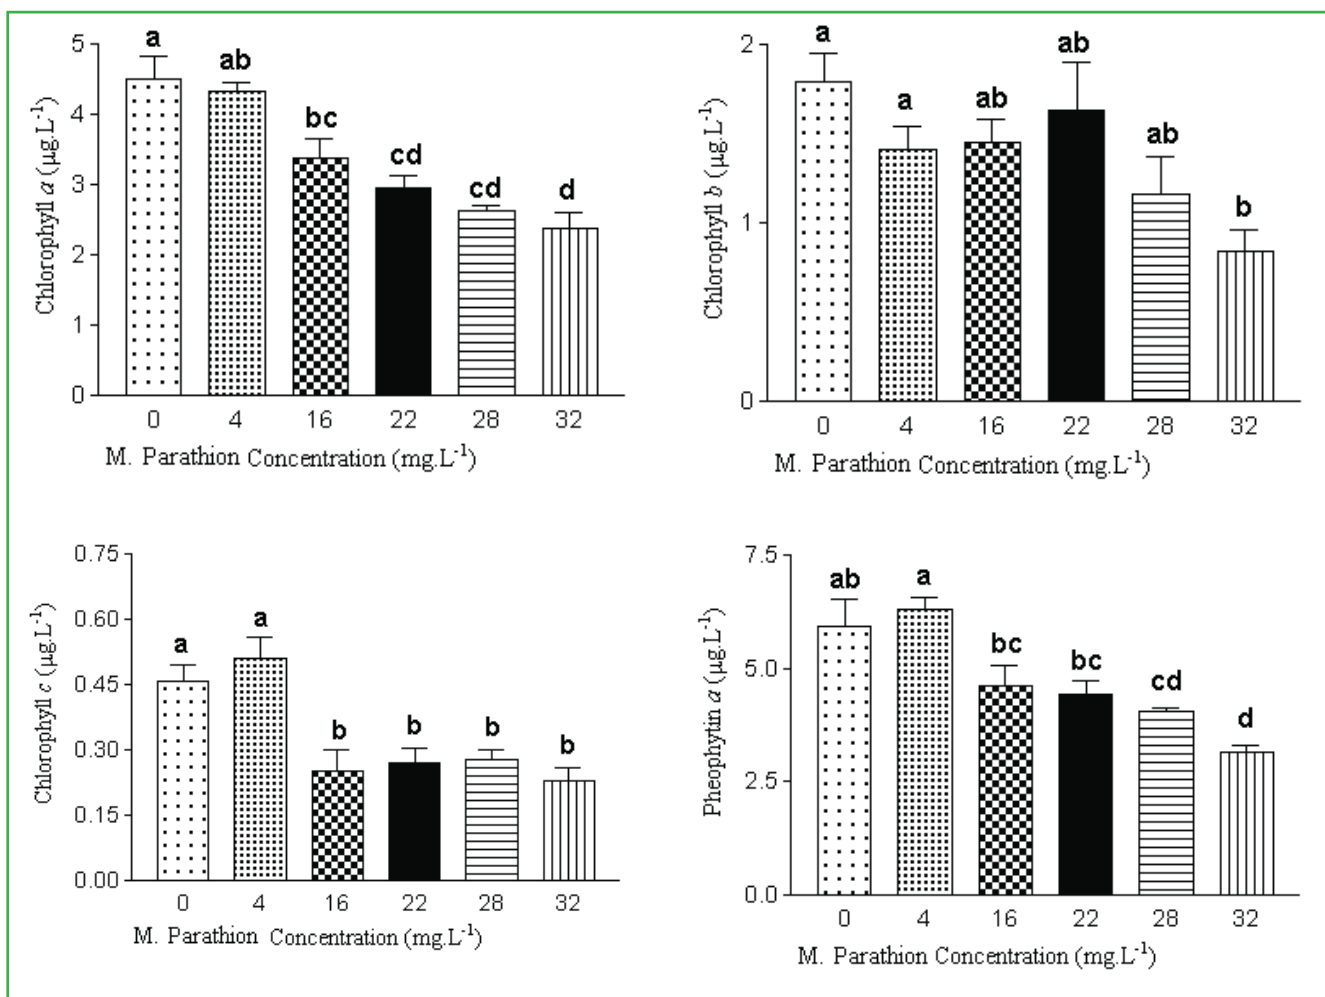 Chlorophyll a (µg.L-1)
5
4
3
2
1
0
a
ab
bc
cd
cd
d
0 4 16 22 28 32
M. Parathion Concentration (mg.L-1)
Chlorophyll b (µg.L-1)
2
1
0
a
a
ab
ab
ab
b
0 4 16 22 28 32
M. Parathion Concentration (mg.L-1)
Chlorophyll c (µg.L-1)
0.75
0.60
0.45
0.30
0.15
0.00
a
a
b
b
b
b
0 4 16 22 28 32
M. Parathion Concentration (mg.L-1)
Pheophytin a (µg.L-1)
7.5
5.0
2.5
0.0
ab
a
bc
bc
cd
d
0 4 16 22 28 32
M. Parathion Concentration (mg.L-1)